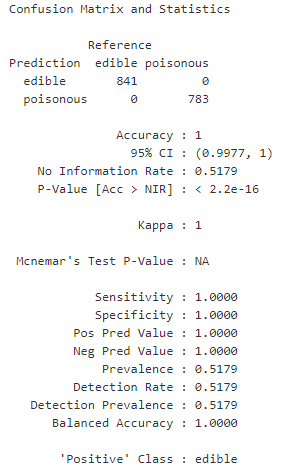 Confusion Matrix and Statistics
Reference
Prediction edible poisonous
edible 841 0
poisonous 0 783
Accuracy : 1
95% CI : (0.9977, 1)
No Information Rate : 0.5179
P-Value [Acc > NIR] : < 2.2e-16
Kappa : 1
Mcnemar's Test P-Value : NA
Sensitivity : 1.0000
Specificity : 1.0000
Pos Pred Value : 1.0000
Neg Pred Value : 1.0000
Prevalence : 0.5179
Detection Rate : 0.5179
Detection Prevalence : 0.5179
Balanced Accuracy : 1.0000
'Positive' Class : edible